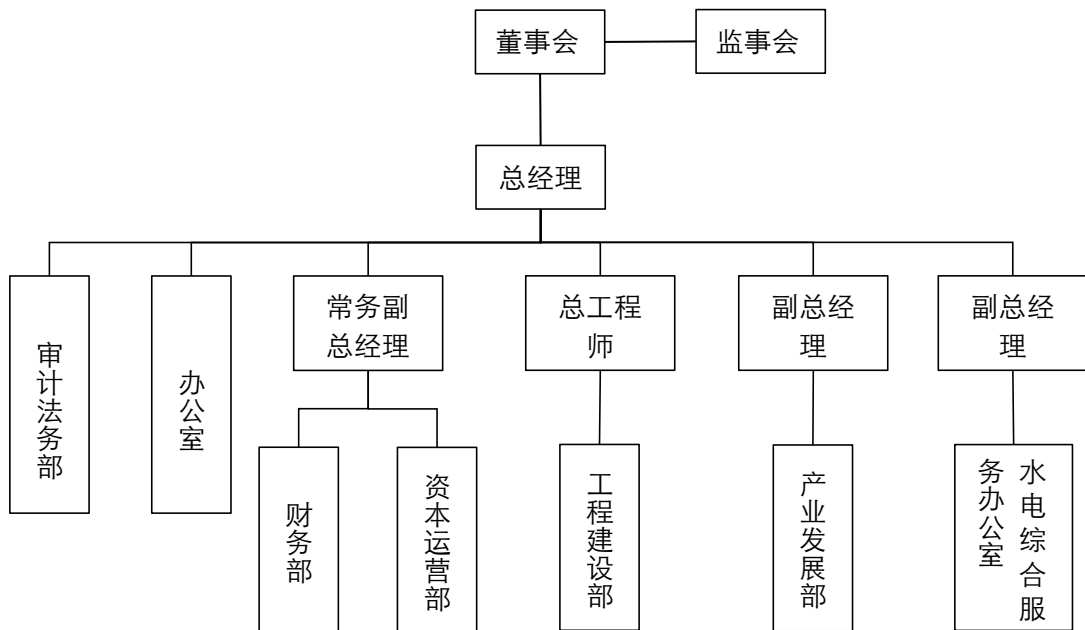 董事会
监事会
总经理
审计法务部
办公室
常务副
总经理
总工程
师
副总经
理
副总经
理
财务部
资本运营部
工程建设部
产业发展部
水电综合服
务办公室